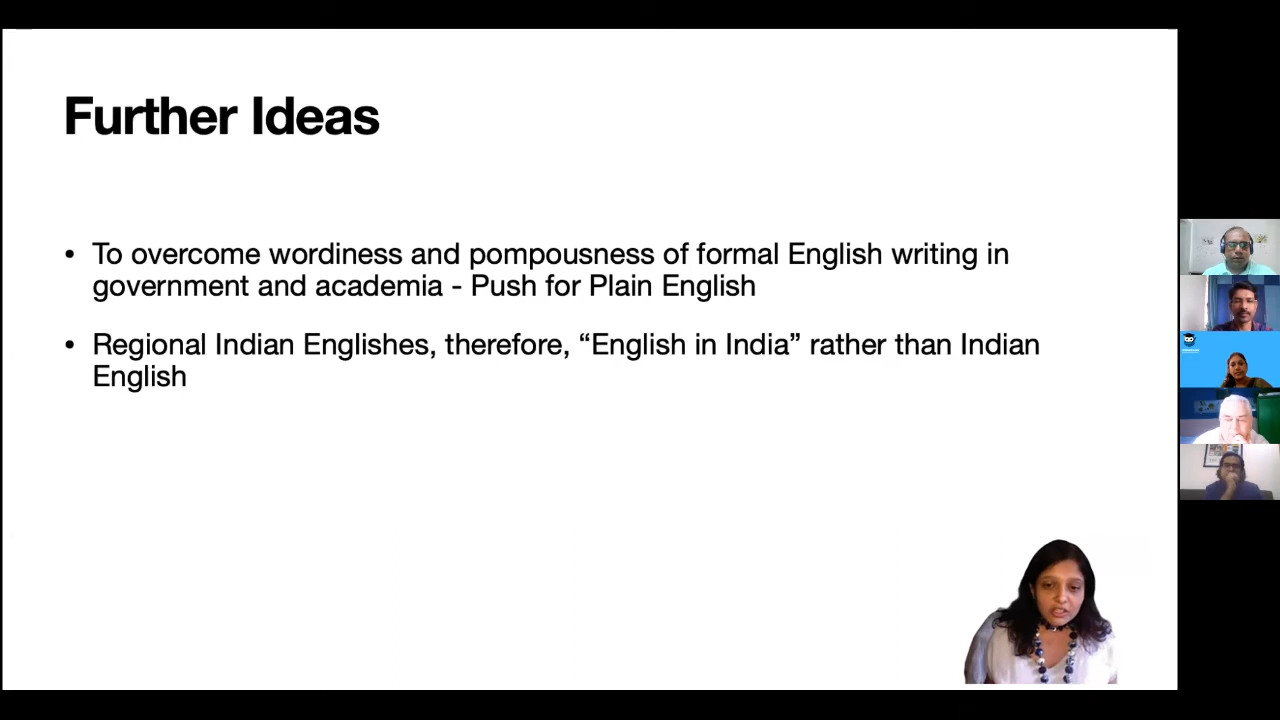 Further Ideas
• To overcome wordiness and pompousness of formal English writing in
government and academia - Push for Plain English
• Regional Indian Englishes, therefore, “English in India” rather than Indian
English